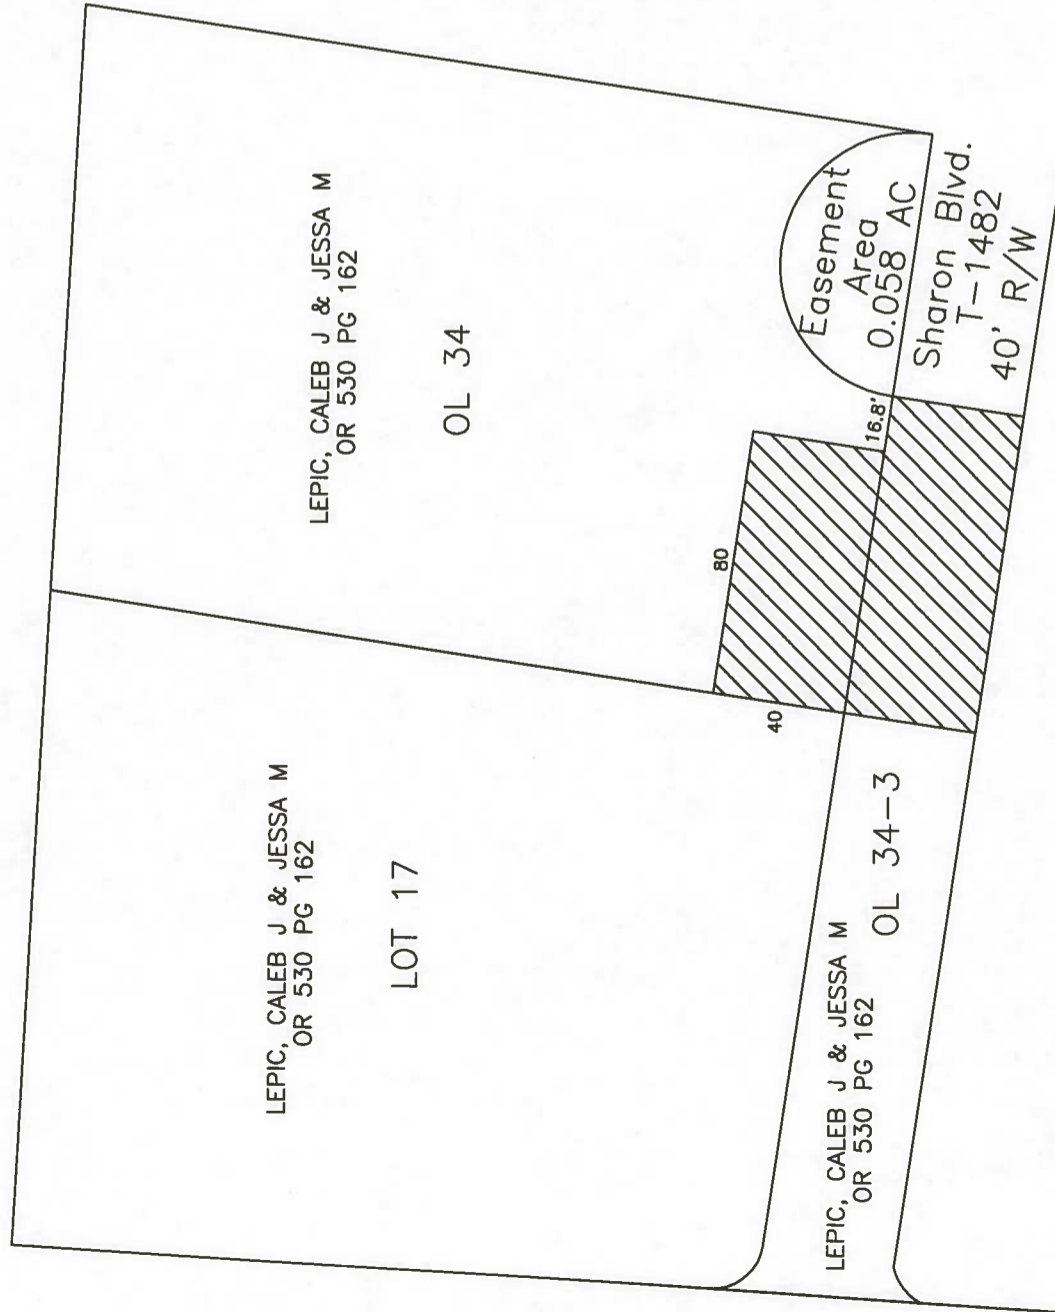 LEPIC, CALEB J & JESSA M
OR 530 PG 162
OL 34
LEPIC, CALEB J & JESSA M
OR 530 PG 162
LOT 17
Easement
Area
0.058 AC
Sharon Blvd.
T-1482
40' R/W
16.8'
80
40
LEPIC, CALEB J & JESSA M
OR 530 PG 162
OL 34-3